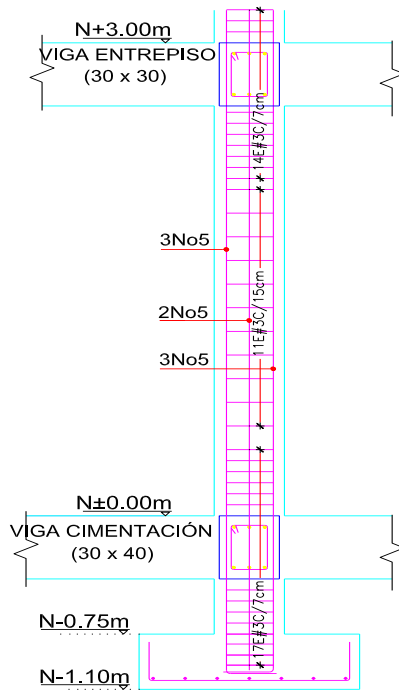 N+3.00m
VIGA ENTREPISO
(30 x 30)
14E#3C/7cm
3No5
2No5
11E#3C/15cm
3No5
N±0.00m
VIGA CIMENTACIÓN
(30 x 40)
17E#3C/7cm
N-0.75m
N-1.10m